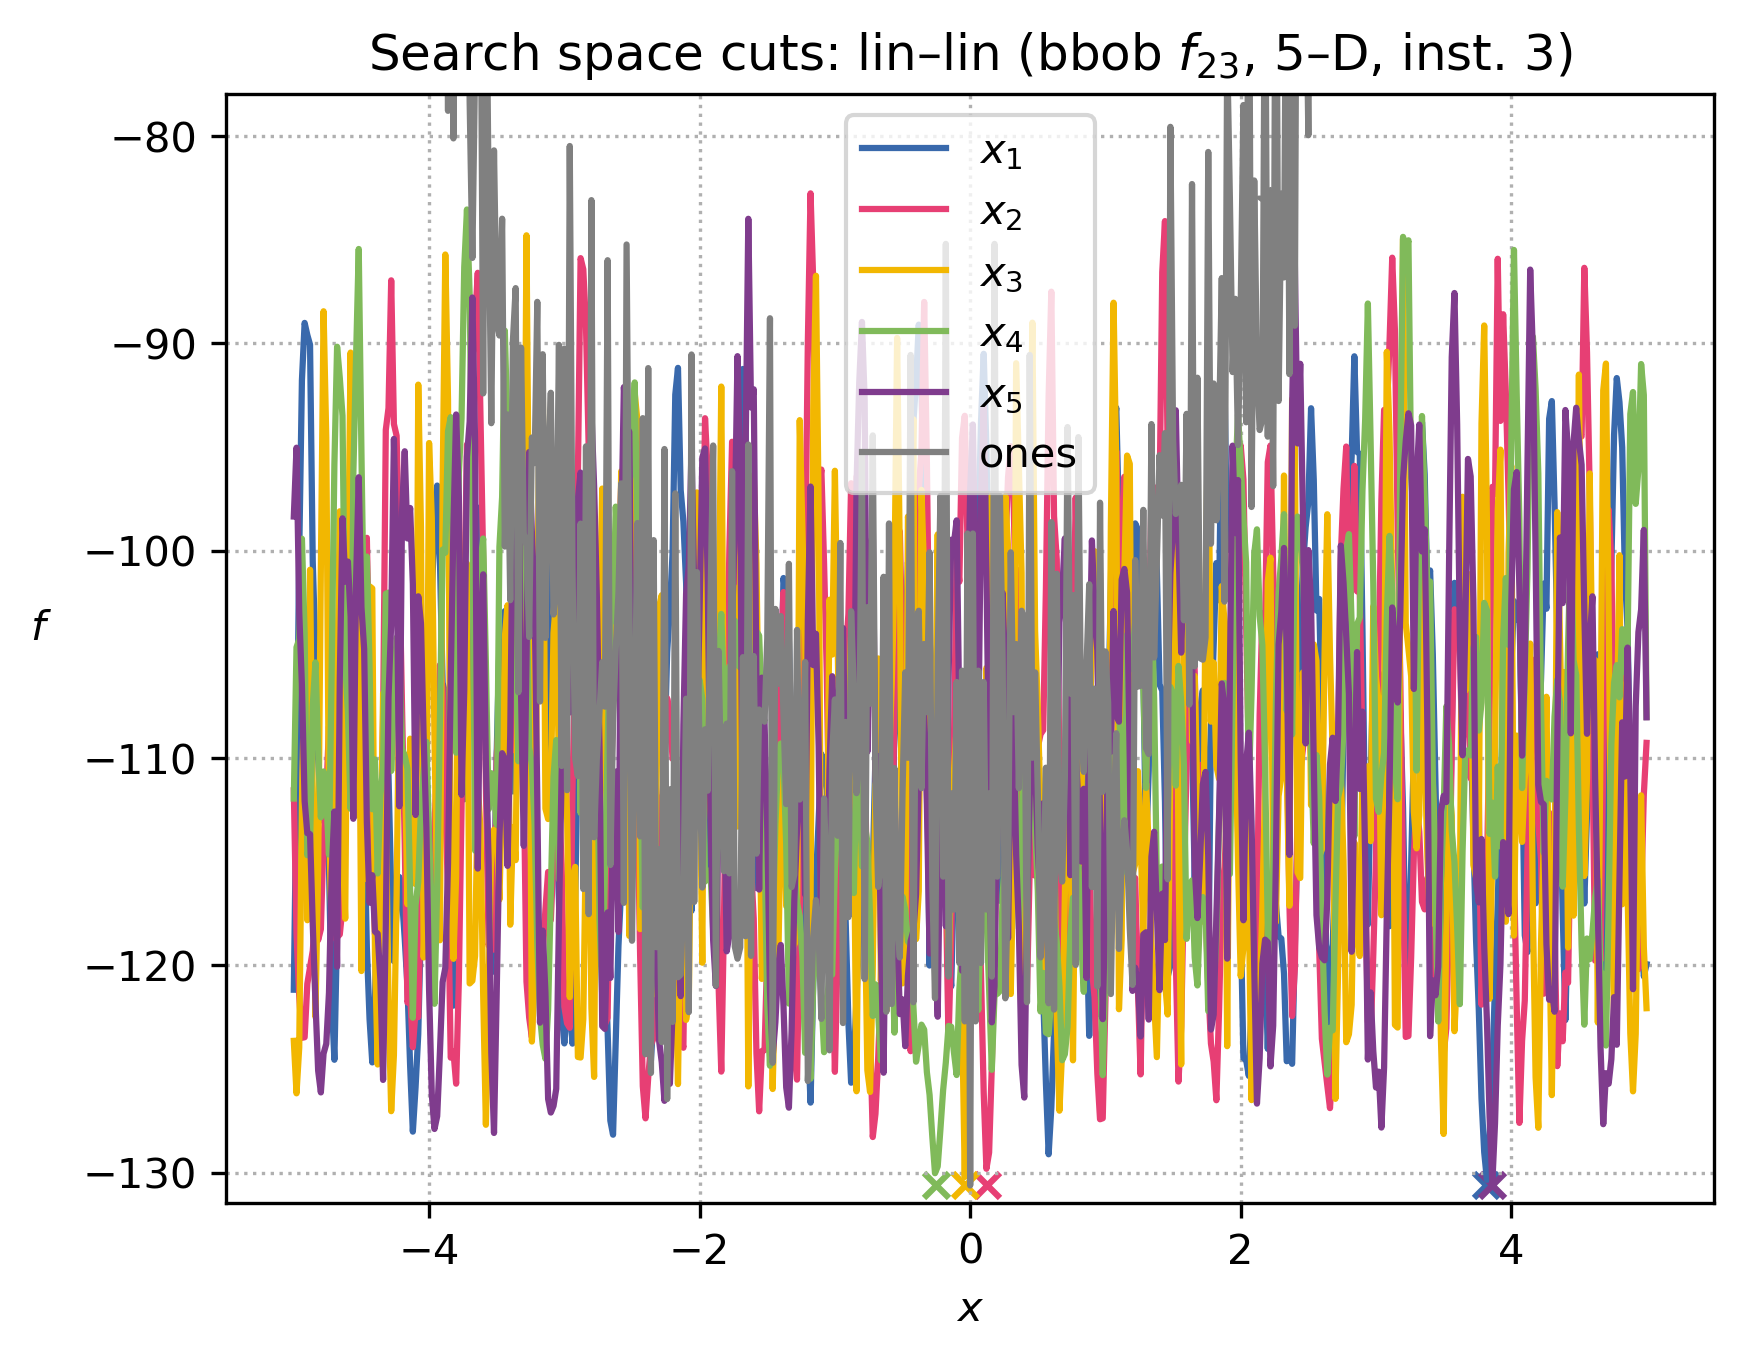 Search space cuts: lin–lin (bbob f₂₃, 5–D, inst. 3)
−80
−90
−100
−110
−120
−130
f
x₁
x₂
x₃
x₄
x₅
ones
−4
−2
0
2
4
x